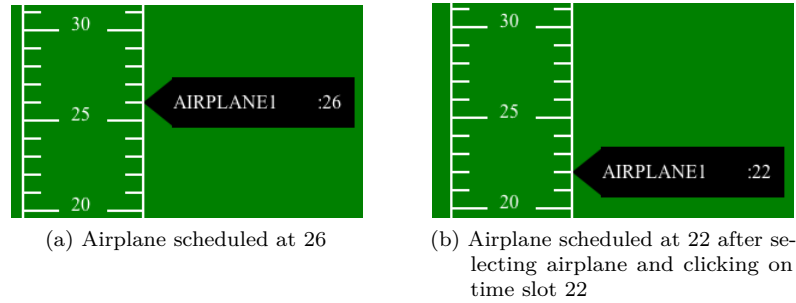 30
AIRPLANE1 :26
25
20
(a) Airplane scheduled at 26
30
25
AIRPLANE1 :22
20
(b) Airplane scheduled at 22 after se-
lecting airplane and clicking on
time slot 22